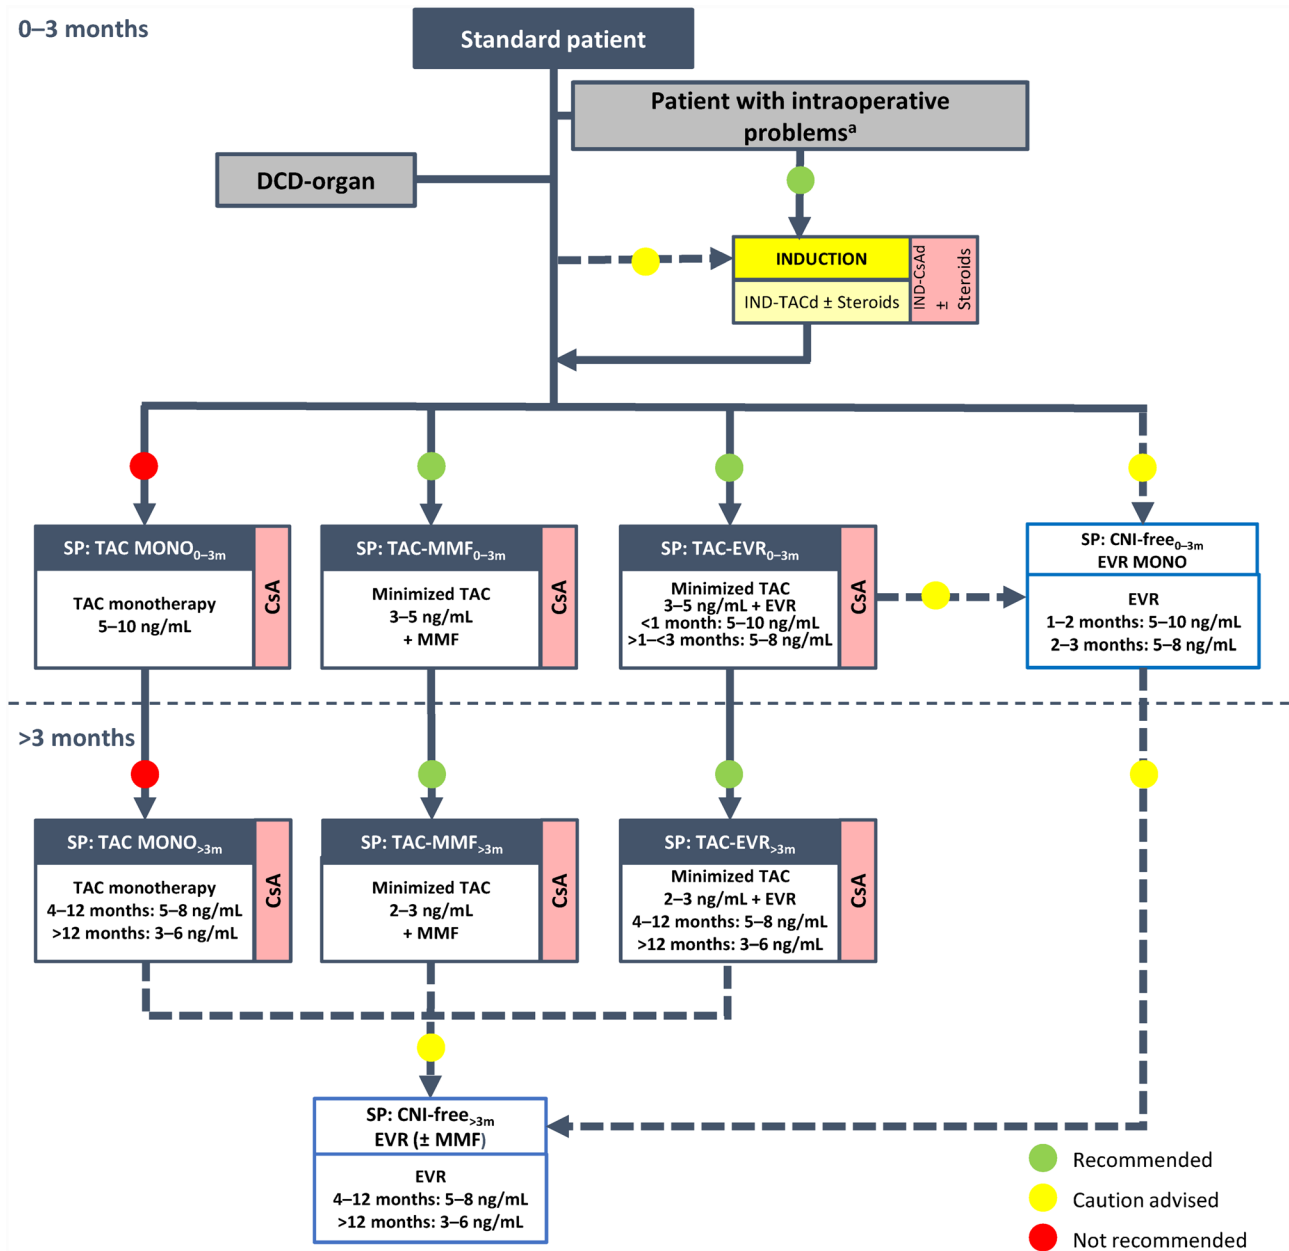 0–3 months
Standard patient
Patient with intraoperative
problemsᵃ
DCD-organ
INDUCTION
IND-TACd ± Steroids
IND-CsAd
±
Steroids
SP: TAC MONO₀₋₃ₘ
CsA
TAC monotherapy
5–10 ng/mL
SP: TAC-MMF₀₋₃ₘ
CsA
Minimized TAC
3–5 ng/mL
+ MMF
SP: TAC-EVR₀₋₃ₘ
CsA
Minimized TAC
3–5 ng/mL + EVR
<1 month: 5–10 ng/mL
>1–<3 months: 5–8 ng/mL
SP: CNI-free₀₋₃ₘ
EVR MONO
EVR
1–2 months: 5–10 ng/mL
2–3 months: 5–8 ng/mL
>3 months
SP: TAC MONO>₃ₘ
CsA
TAC monotherapy
4–12 months: 5–8 ng/mL
>12 months: 3–6 ng/mL
SP: TAC-MMF>₃ₘ
CsA
Minimized TAC
2–3 ng/mL
+ MMF
SP: TAC-EVR>₃ₘ
CsA
Minimized TAC
2–3 ng/mL + EVR
4–12 months: 5–8 ng/mL
>12 months: 3–6 ng/mL
SP: CNI-free>₃ₘ
EVR (± MMF)
EVR
4–12 months: 5–8 ng/mL
>12 months: 3–6 ng/mL
Recommended
Caution advised
Not recommended